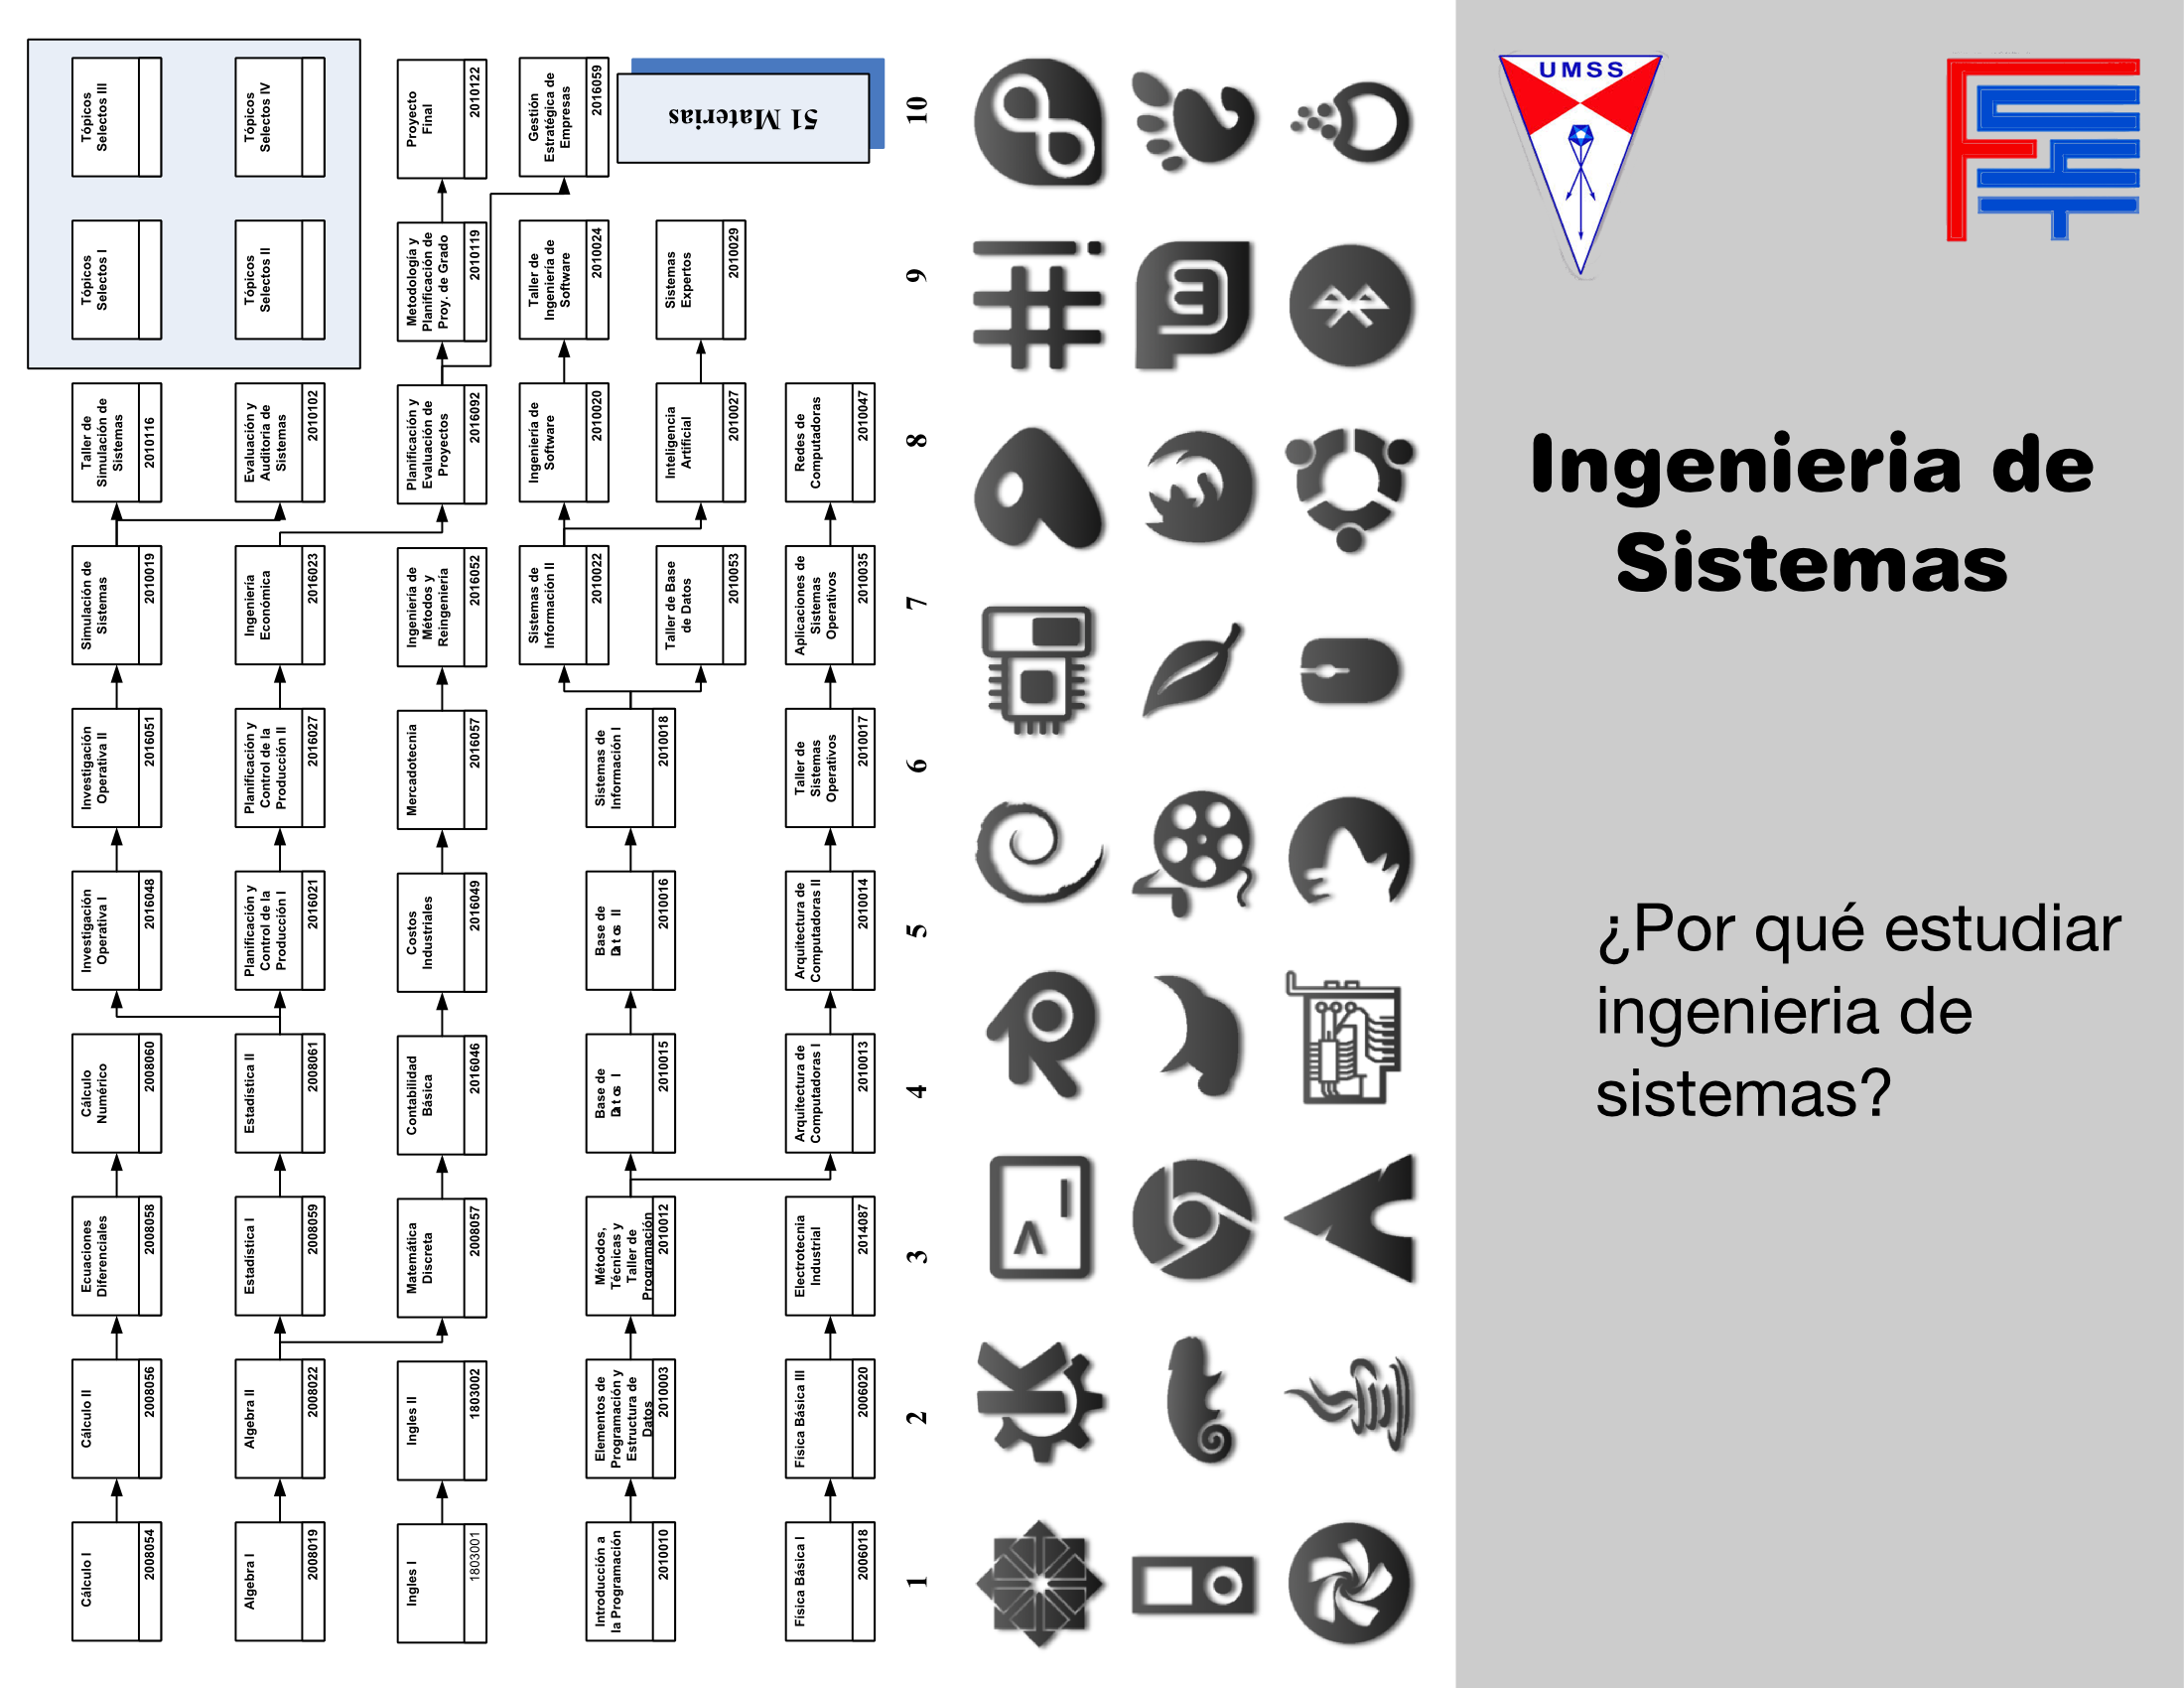 Tópicos
Selectos III
Tópicos
Selectos IV
Proyecto
Final
2010122
Gestión
Estratégica de
Empresas
2016059
51 Materias
10
Tópicos
Selectos I
Tópicos
Selectos II
Metodología y
Planificación de
Proy. de Grado
2010119
Taller de
Ingeniería de
Software
2010024
Sistemas
Expertos
2010029
9
Taller de
Simulación de
Sistemas
2010116
Evaluación y
Auditoria de
Sistemas
2010102
Planificación y
Evaluación de
Proyectos
2016092
Ingeniería de
Software
2010020
Inteligencia
Artificial
2010027
Redes de
Computadoras
2010047
8
Simulación de
Sistemas
2010019
Ingeniería
Económica
2016023
Ingeniería de
Métodos y
Reingeniería
2016052
Sistemas de
Información II
2010022
Taller de Base
de Datos
2010053
Aplicaciones de
Sistemas
Operativos
2010035
7
Investigación
Operativa II
2016051
Planificación y
Control de la
Producción II
2016027
Mercadotecnia
2016057
Sistemas de
Información I
2010018
Taller de
Sistemas
Operativos
2010017
6
Investigación
Operativa I
2016048
Planificación y
Control de la
Producción I
2016021
Costos
Industriales
2016049
Base de
Datos II
2010016
Arquitectura de
Computadoras II
2010014
5
Cálculo
Numérico
2008060
Estadística II
2008061
Contabilidad
Básica
2016046
Base de
Datos I
2010015
Arquitectura de
Computadoras I
2010013
4
Ecuaciones
Diferenciales
2008058
Estadística I
2008059
Matemática
Discreta
2008057
Métodos,
Técnicas y
Taller de
Programación
2010012
Electrotecnia
Industrial
2014087
3
Cálculo II
2008056
Algebra II
2008022
Ingles II
1803002
Elementos de
Programación y
Estructura de
Datos
2010003
Física Básica III
2006020
2
Cálculo I
2008054
Algebra I
2008019
Ingles I
1803001
Introducción a
la Programación
2010010
Física Básica I
2006018
1
UMSS
Ingenieria de
Sistemas
¿Por qué estudiar
ingenieria de
sistemas?